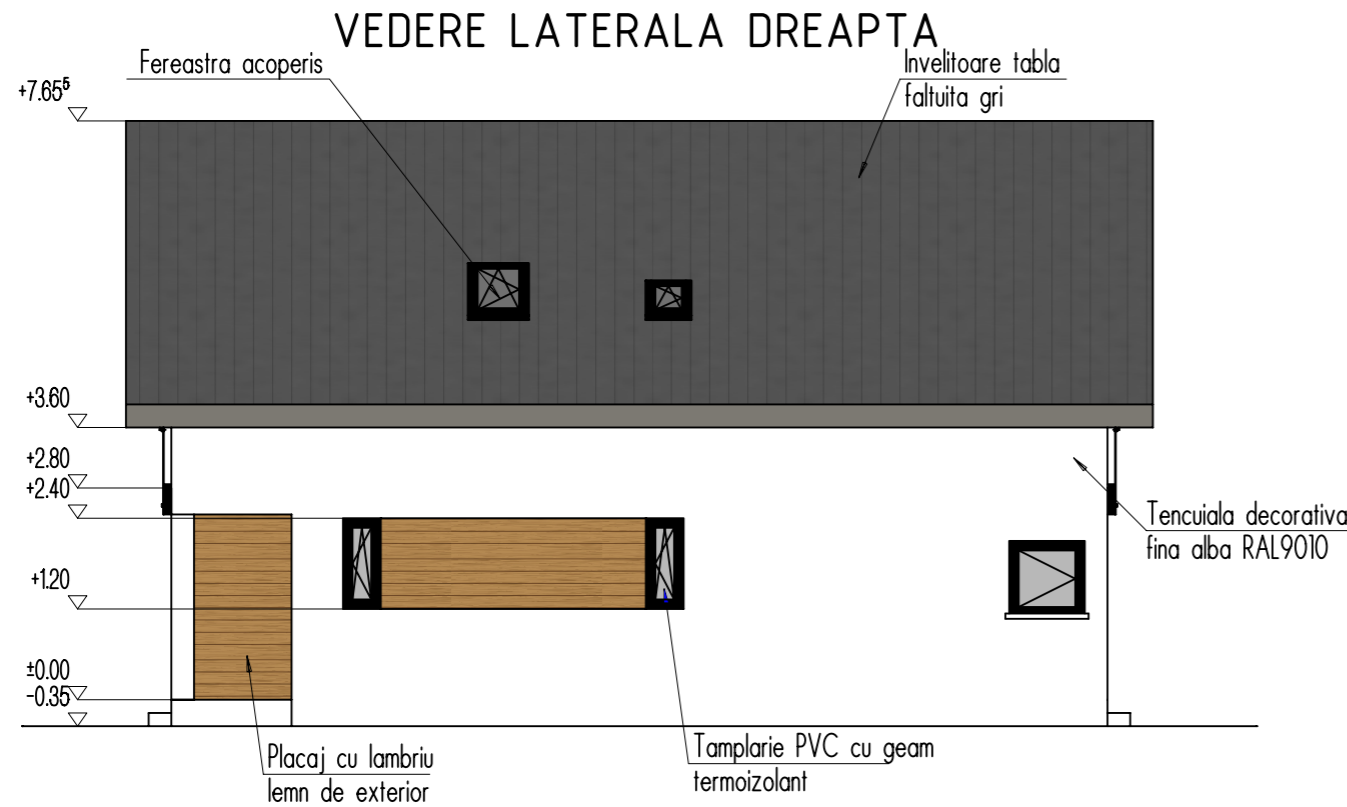 VEDERE LATERALA DREAPTA
Fereastra acoperis
Invelitoare tabla
faltuita gri
+7.65⁵
+3.60
+2.80
+2.40
+1.20
±0.00
-0.35
Tencuiala decorativa
fina alba RAL9010
Placaj cu lambriu
lemn de exterior
Tamplarie PVC cu geam
termoizolant